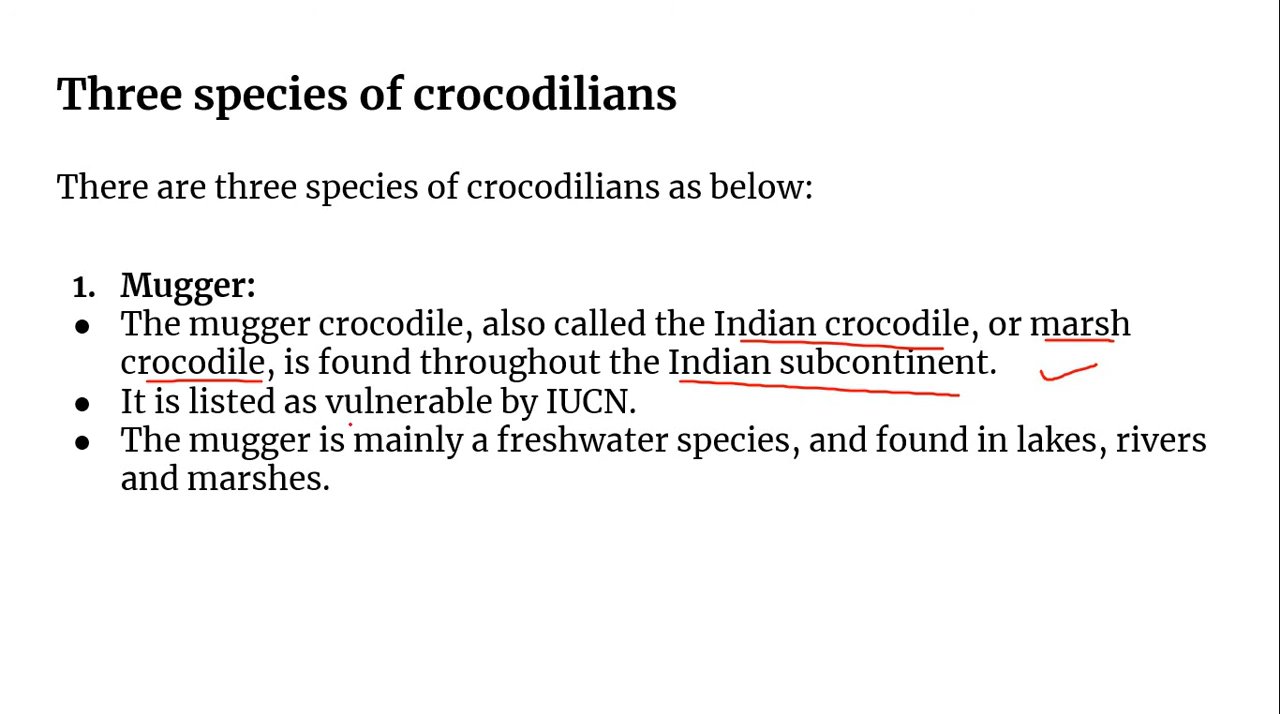 Three species of crocodilians
There are three species of crocodilians as below:
1. Mugger:
● The mugger crocodile, also called the Indian crocodile, or marsh
crocodile, is found throughout the Indian subcontinent.
● It is listed as vulnerable by IUCN.
● The mugger is mainly a freshwater species, and found in lakes, rivers
and marshes.